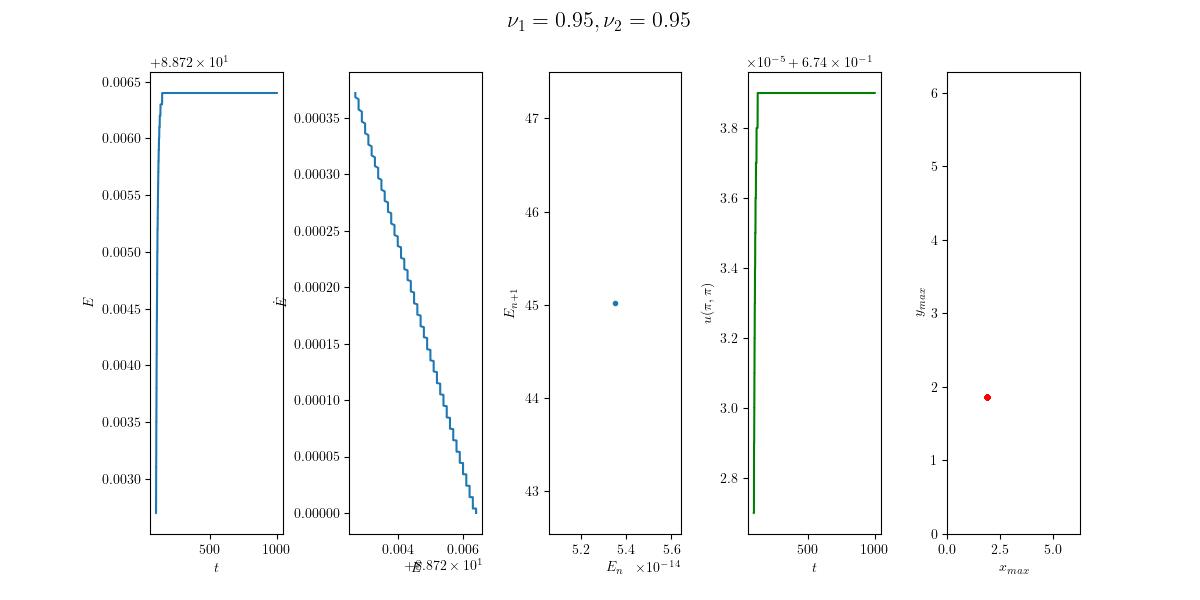 ν₁ = 0.95, ν₂ = 0.95
+8.872 × 10¹
0.0065
0.0060
0.0055
0.0050
0.0045
0.0040
0.0035
0.0030
E
500 1000
t
0.00035
0.00030
0.00025
0.00020
0.00015
0.00010
0.00005
0.00000
Ė
0.004 0.006
+8.872 × 10¹
E
47
46
45
44
43
Eₙ₊₁
5.2 5.4 5.6
Eₙ ×10⁻¹⁴
×10⁻⁵ + 6.74 × 10⁻¹
3.8
3.6
3.4
3.2
3.0
2.8
u(π, π)
500 1000
t
6
5
4
3
2
1
0
y_max
0.0 2.5 5.0
x_max